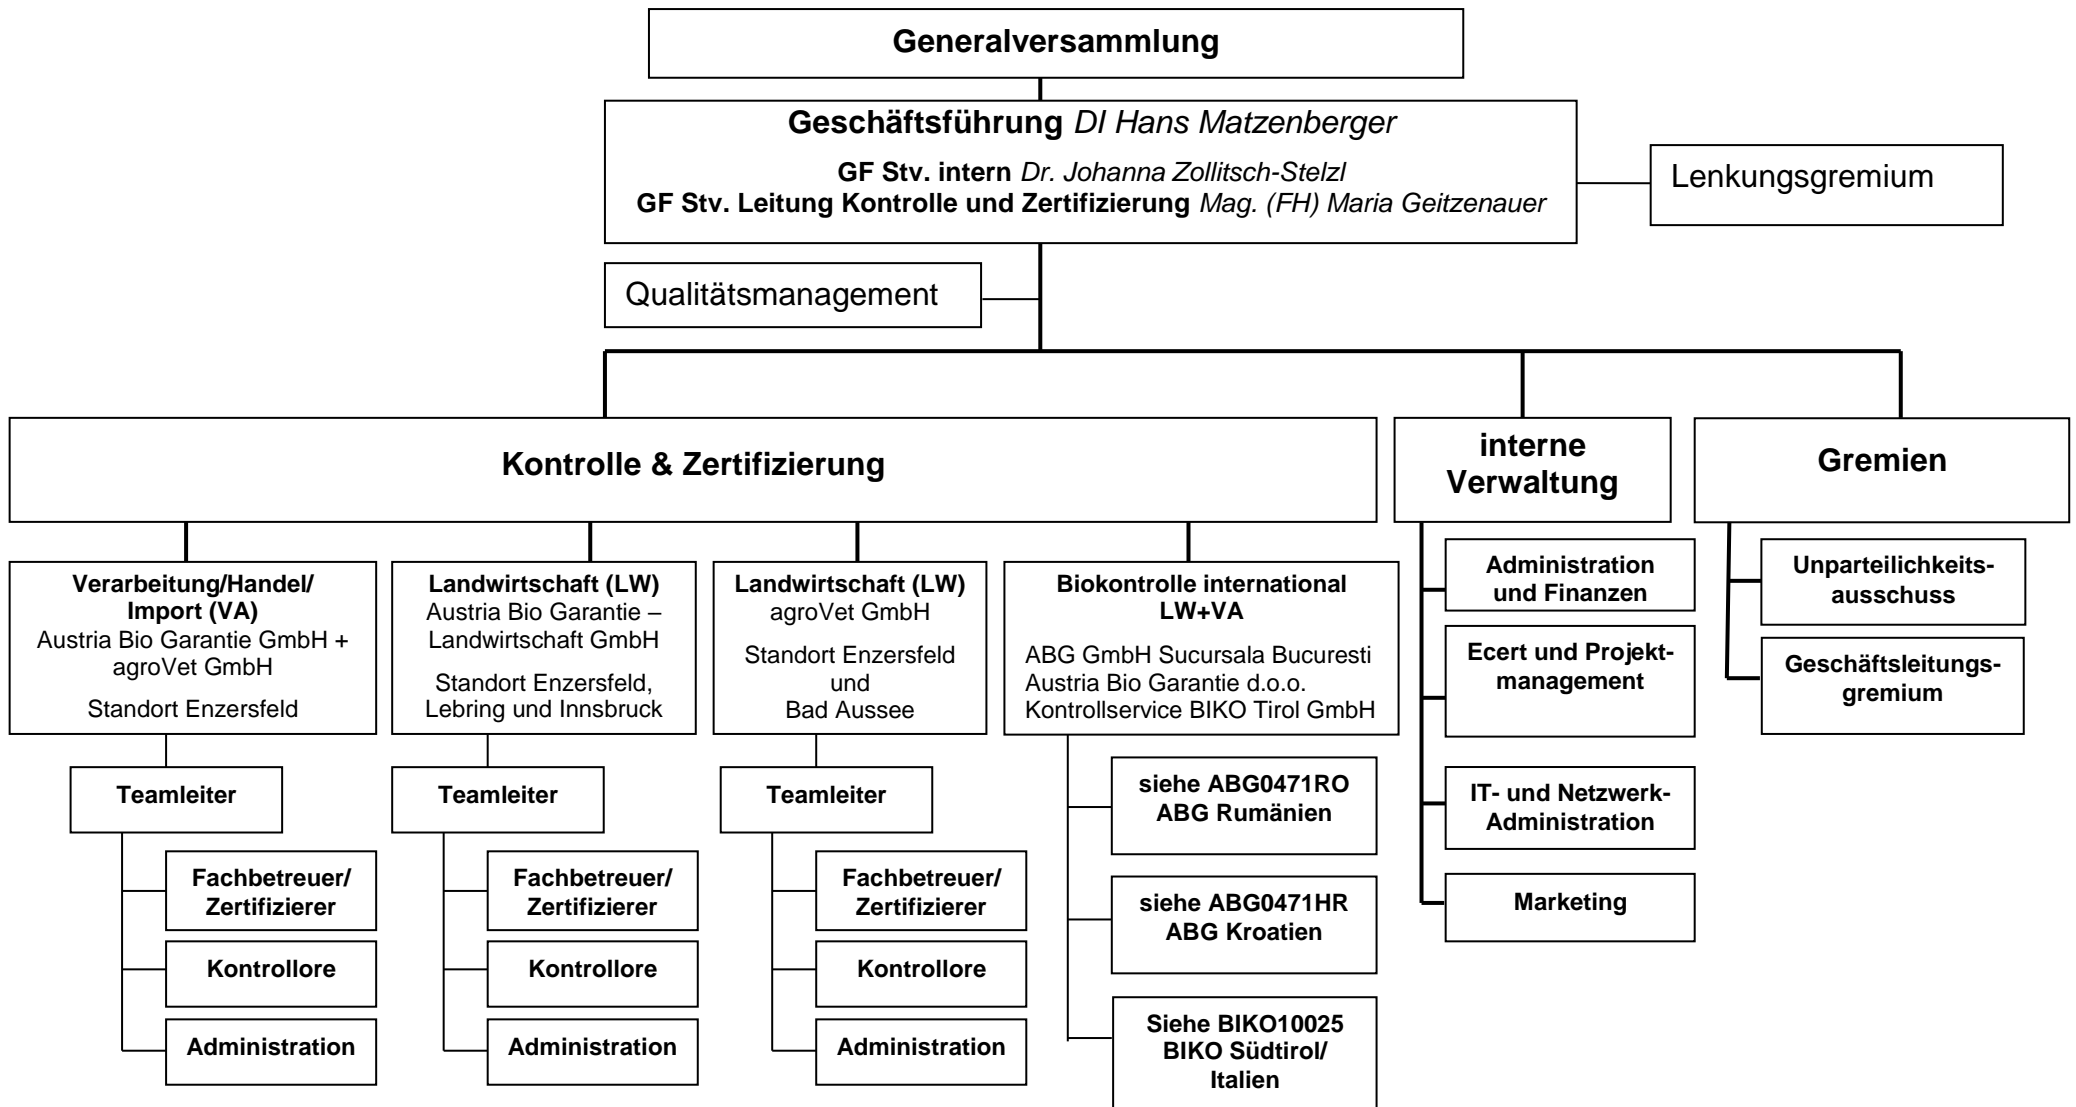 Generalversammlung
Geschäftsführung DI Hans Matzenberger
GF Stv. intern Dr. Johanna Zollitsch-Stelzl
GF Stv. Leitung Kontrolle und Zertifizierung Mag. (FH) Maria Geitzenauer
Lenkungsgremium
Qualitätsmanagement
Kontrolle & Zertifizierung
interne
Verwaltung
Gremien
Verarbeitung/Handel/
Import (VA)
Austria Bio Garantie GmbH +
agroVet GmbH
Standort Enzersfeld
Landwirtschaft (LW)
Austria Bio Garantie –
Landwirtschaft GmbH
Standort Enzersfeld,
Lebring und Innsbruck
Landwirtschaft (LW)
agroVet GmbH
Standort Enzersfeld
und
Bad Aussee
Biokontrolle international
LW+VA
ABG GmbH Sucursala Bucuresti
Austria Bio Garantie d.o.o.
Kontrollservice BIKO Tirol GmbH
Administration
und Finanzen
Ecert und Projekt-
management
IT- und Netzwerk-
Administration
Marketing
Unparteilichkeits-
ausschuss
Geschäftsleitungs-
gremium
Teamleiter
Fachbetreuer/
Zertifizierer
Kontrollore
Administration
Teamleiter
Fachbetreuer/
Zertifizierer
Kontrollore
Administration
Teamleiter
Fachbetreuer/
Zertifizierer
Kontrollore
Administration
siehe ABG0471RO
ABG Rumänien
siehe ABG0471HR
ABG Kroatien
Siehe BIKO10025
BIKO Südtirol/
Italien